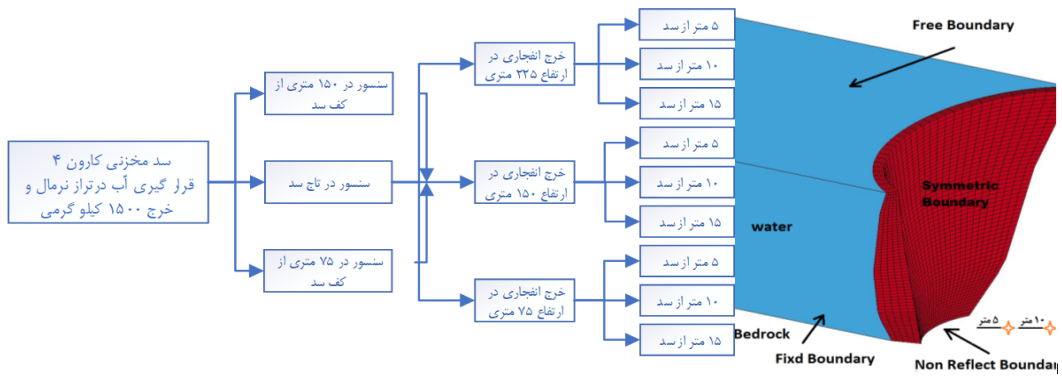 سد مخزنی کارون ۴
قرار گیری آب درتراز نرمال و
خرج ۱۵۰۰ کیلو گرمی
سنسور در ۱۵۰ متری از
کف سد
سنسور در تاج سد
سنسور در ۷۵ متری از
کف سد
خرج انفجاری در
ارتفاع ۲۲۵ متری
خرج انفجاری در
ارتفاع ۱۵۰ متری
خرج انفجاری در
ارتفاع ۷۵ متری
۵ متر از سد
۱۰ متر از سد
۱۵ متر از سد
۵ متر از سد
۱۰ متر از سد
۱۵ متر از سد
۵ متر از سد
۱۰ متر از سد
۱۵ متر از سد
Free Boundary
Symmetric
Boundary
water
Bedrock
Fixd Boundary
۵متر
۱۰متر
Non Reflect Boundar